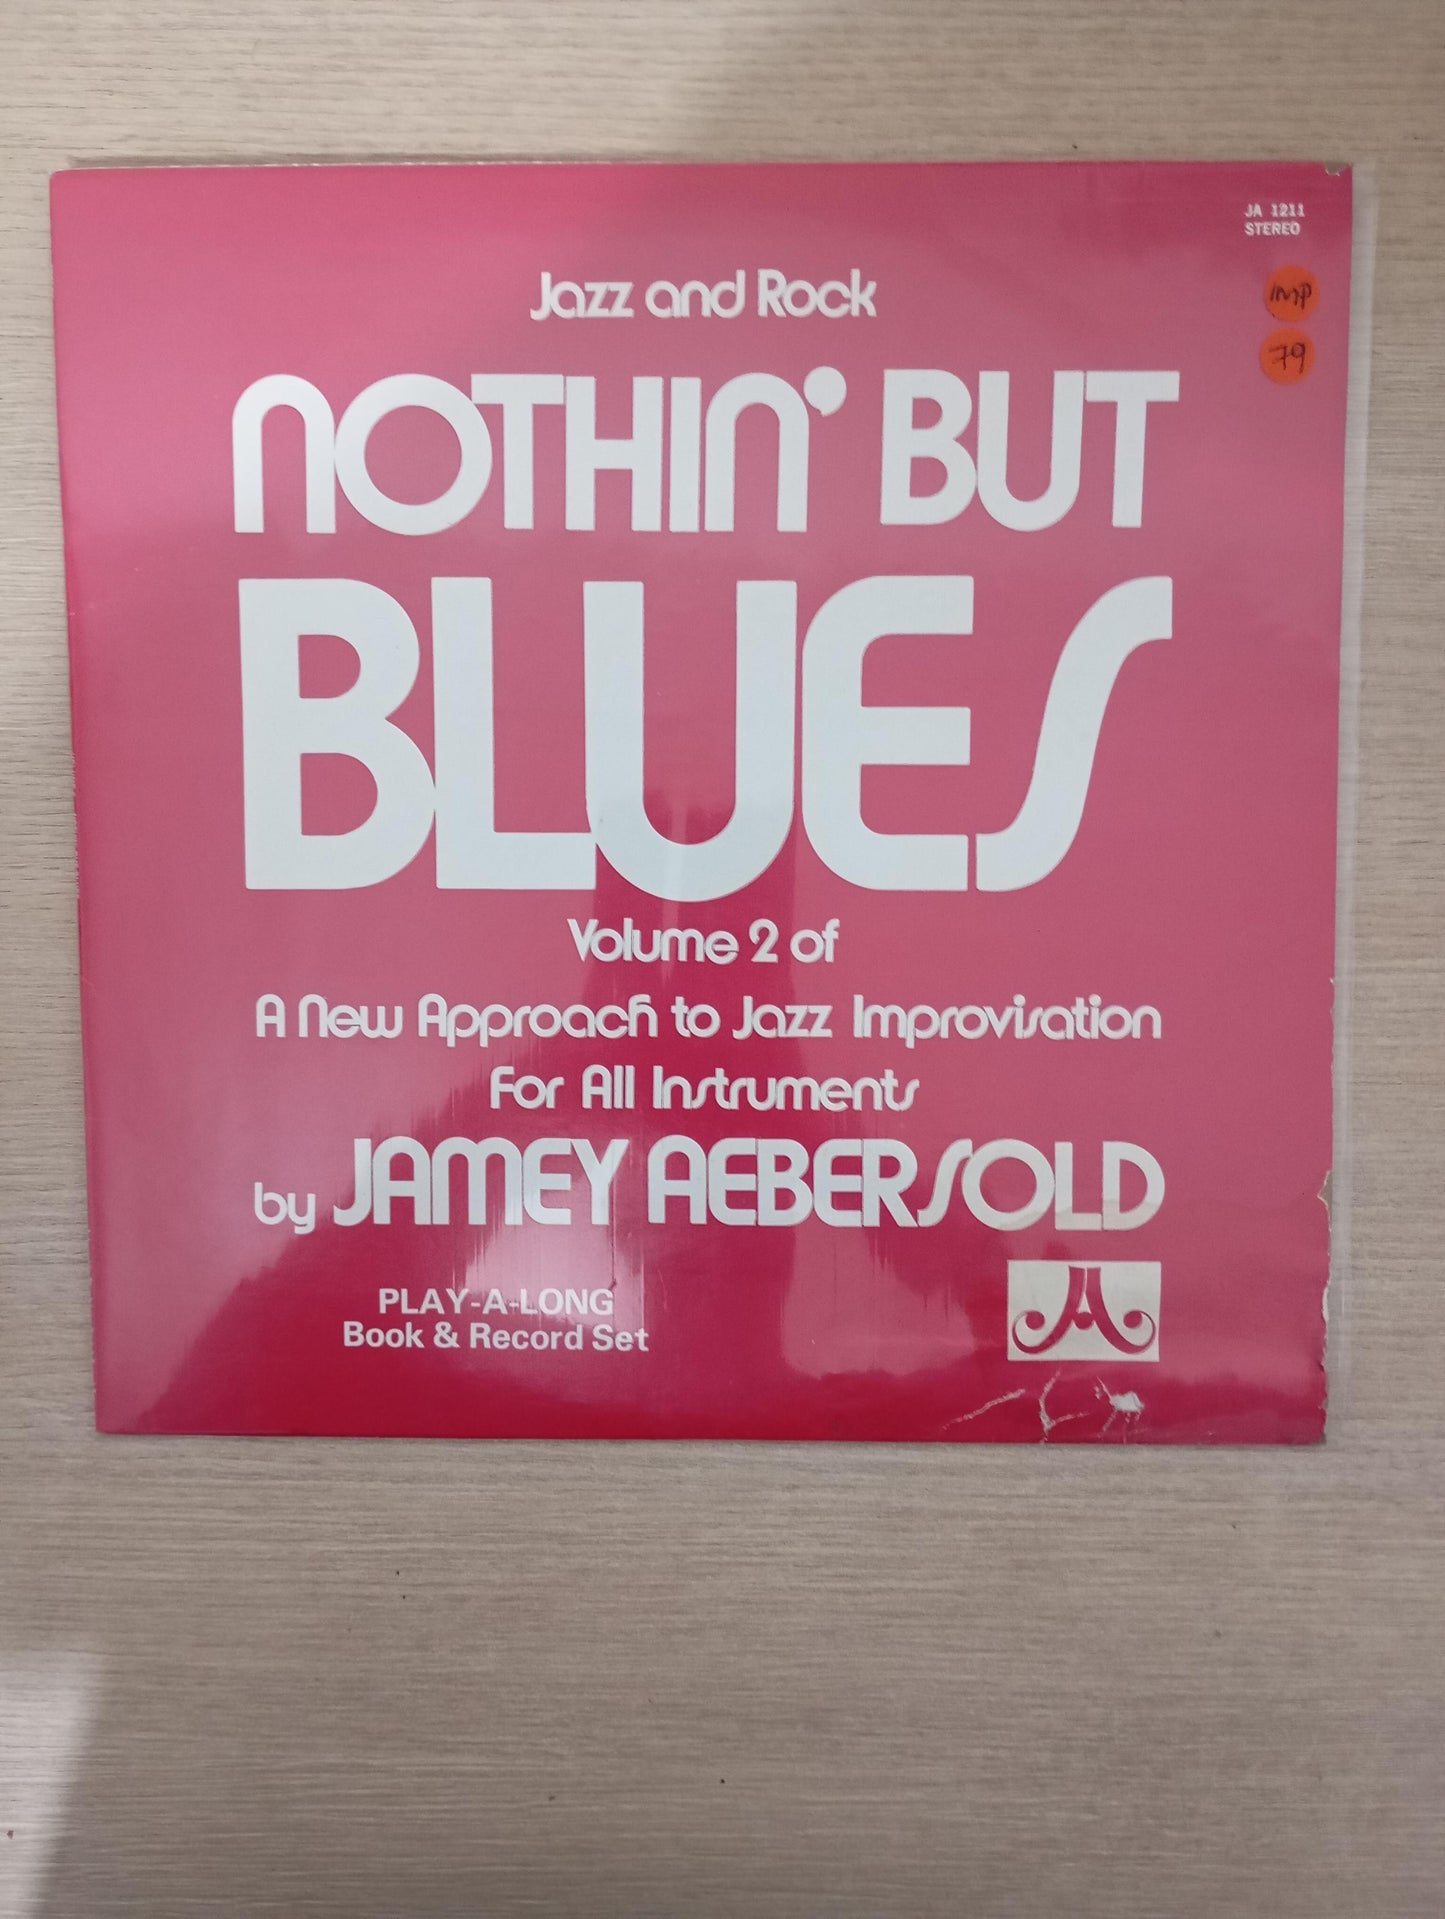 JA 1211
STEREO
IMP
79
Jazz and Rock
NOTHIN' BUT
BLUES
Volume 2 of
A New Approach to Jazz Improvisation
For All Instruments
by JAMEY AEBERSOLD
PLAY-A-LONG
Book & Record Set
JA